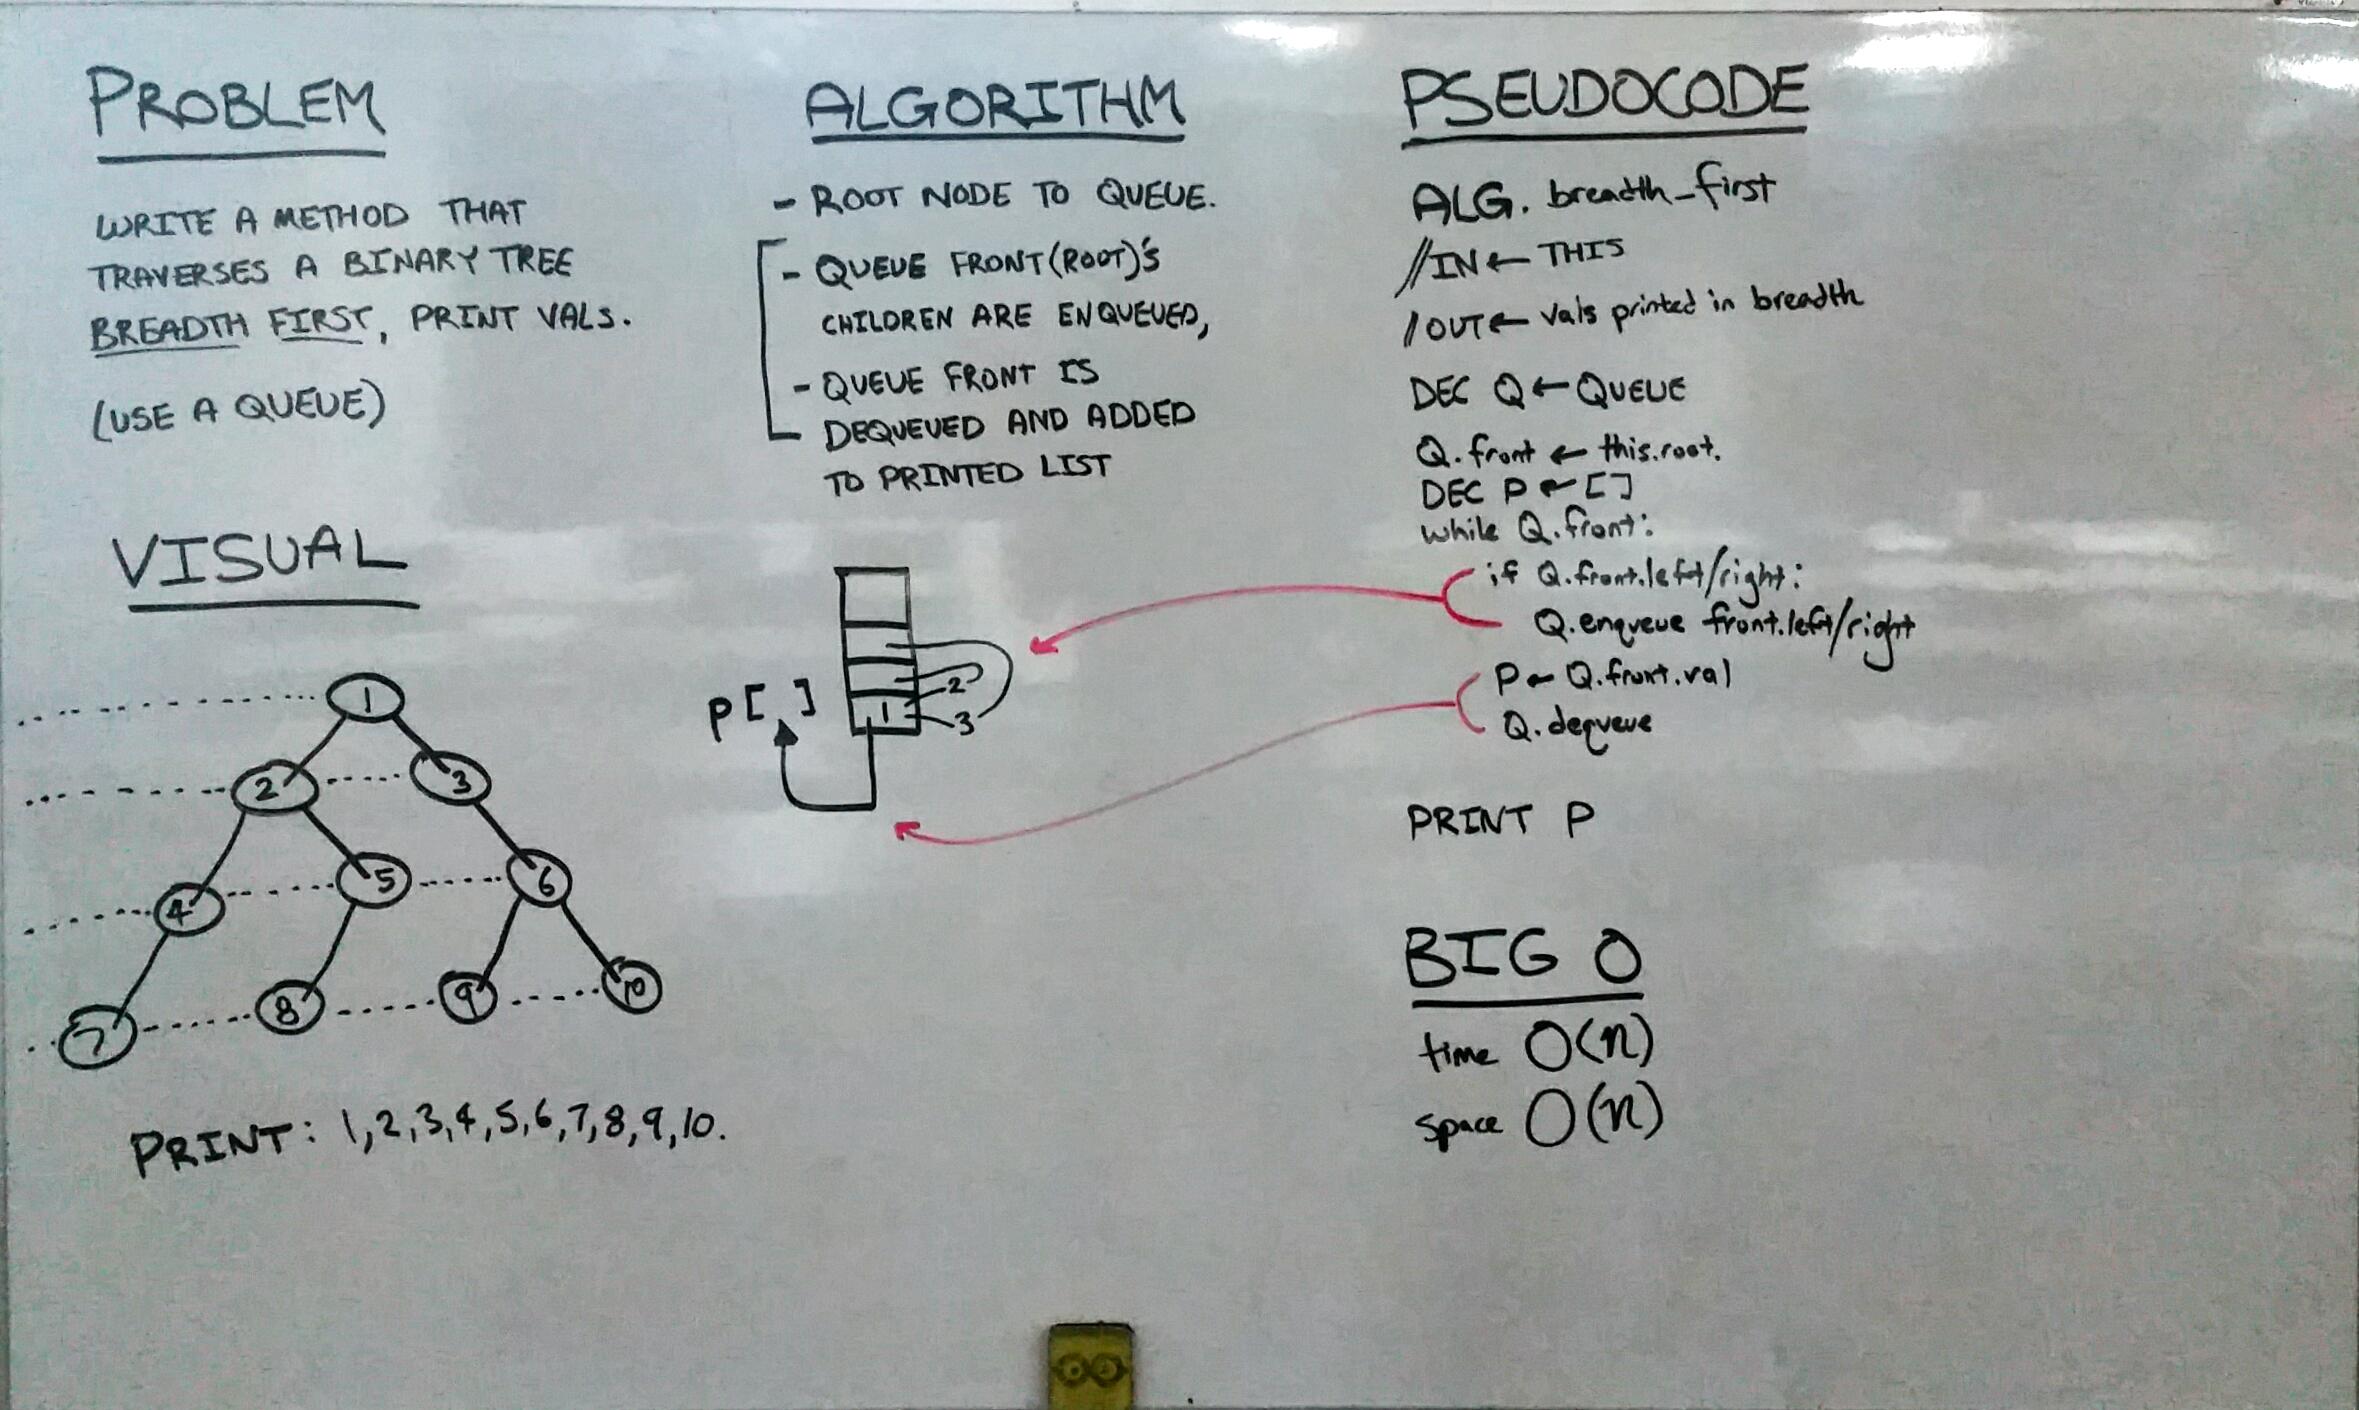 PROBLEM
WRITE A METHOD THAT
TRAVERSES A BINARY TREE
BREADTH FIRST, PRINT VALS.
(USE A QUEUE)
VISUAL
1
2 3
4 5 6
7 8 9 10
PRINT: 1,2,3,4,5,6,7,8,9,10.
ALGORITHM
- ROOT NODE TO QUEUE.
- QUEUE FRONT(ROOT)'S
CHILDREN ARE ENQUEUED,
- QUEUE FRONT IS
DEQUEUED AND ADDED
TO PRINTED LIST
P[ ]
1
2
3
PSEUDOCODE
ALG. breadth_first
//IN ← THIS
//OUT ← vals printed in breadth
DEC Q ← QUEUE
Q.front ← this.root.
DEC P ← []
while Q.front:
if Q.front.left/right:
Q.enqueue front.left/right
P ← Q.front.val
Q.dequeue
PRINT P
BIG O
time O(n)
space O(n)